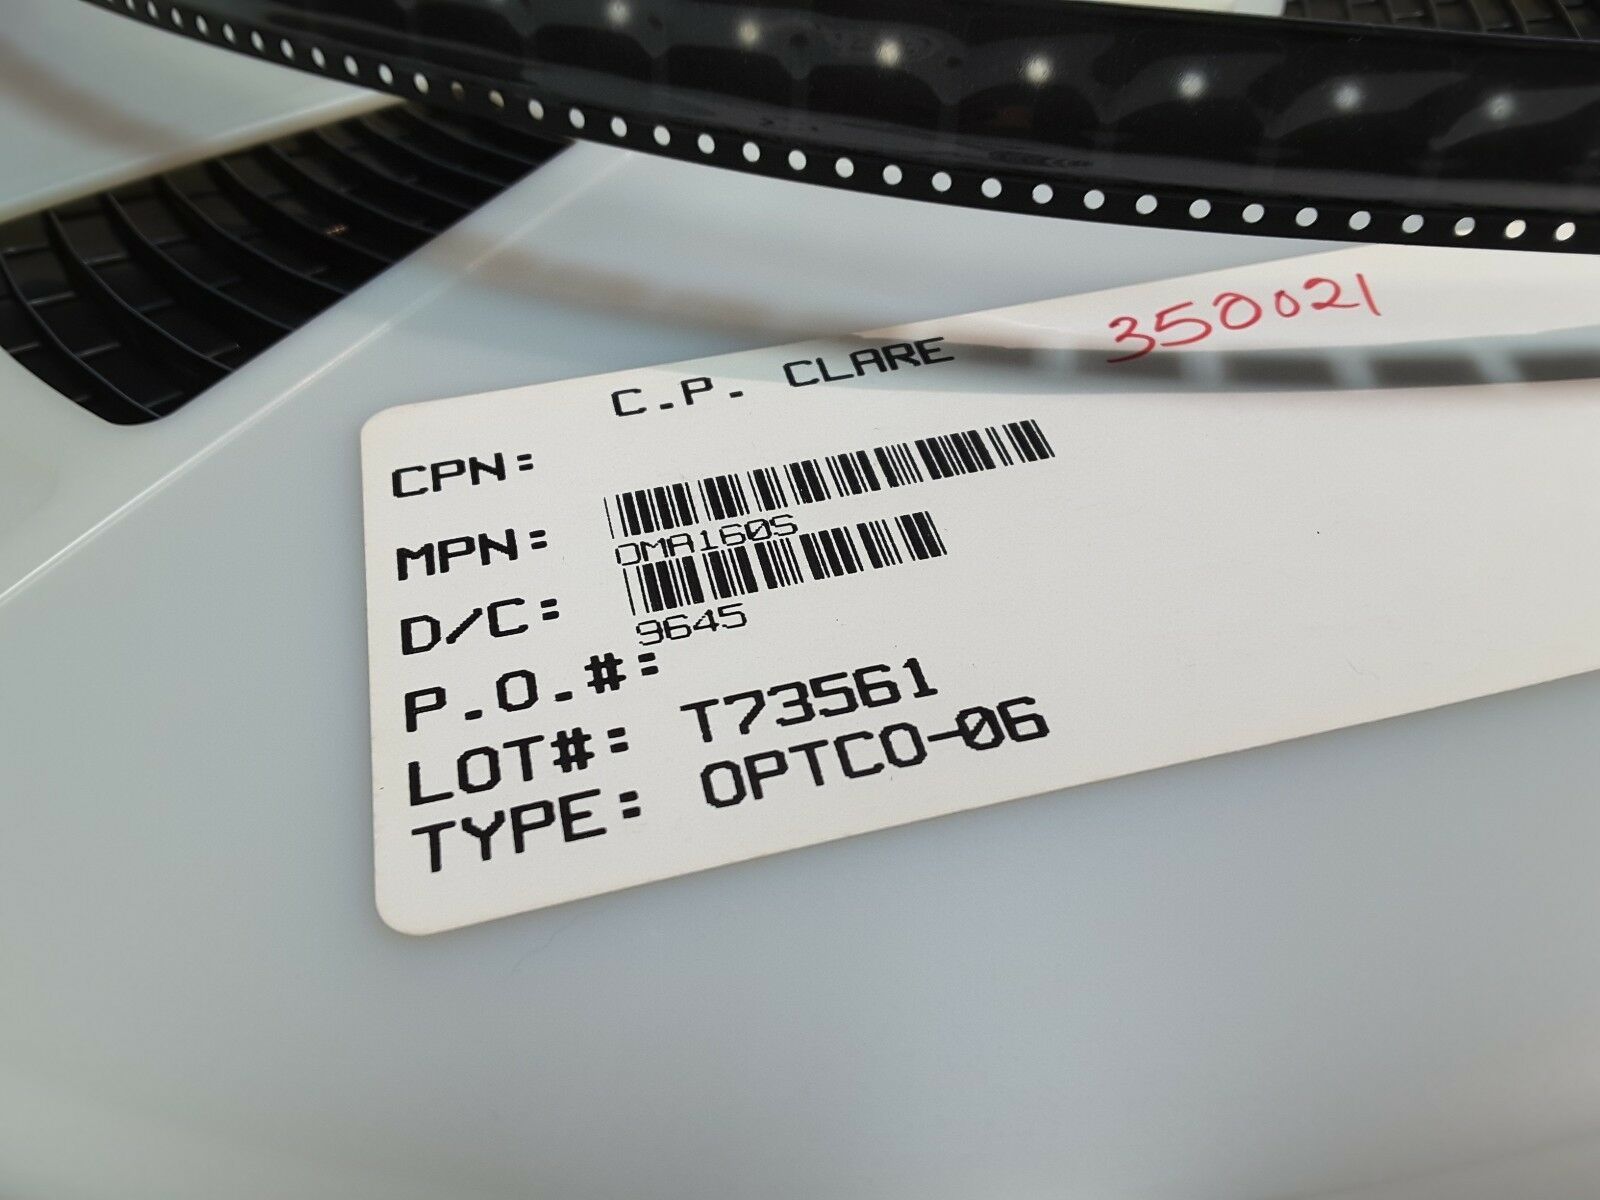 350021
C.P. CLARE
CPN:
MPN: OMA160S
D/C: 9645
P.O.#:
LOT#: T73561
TYPE: OPTCO-06